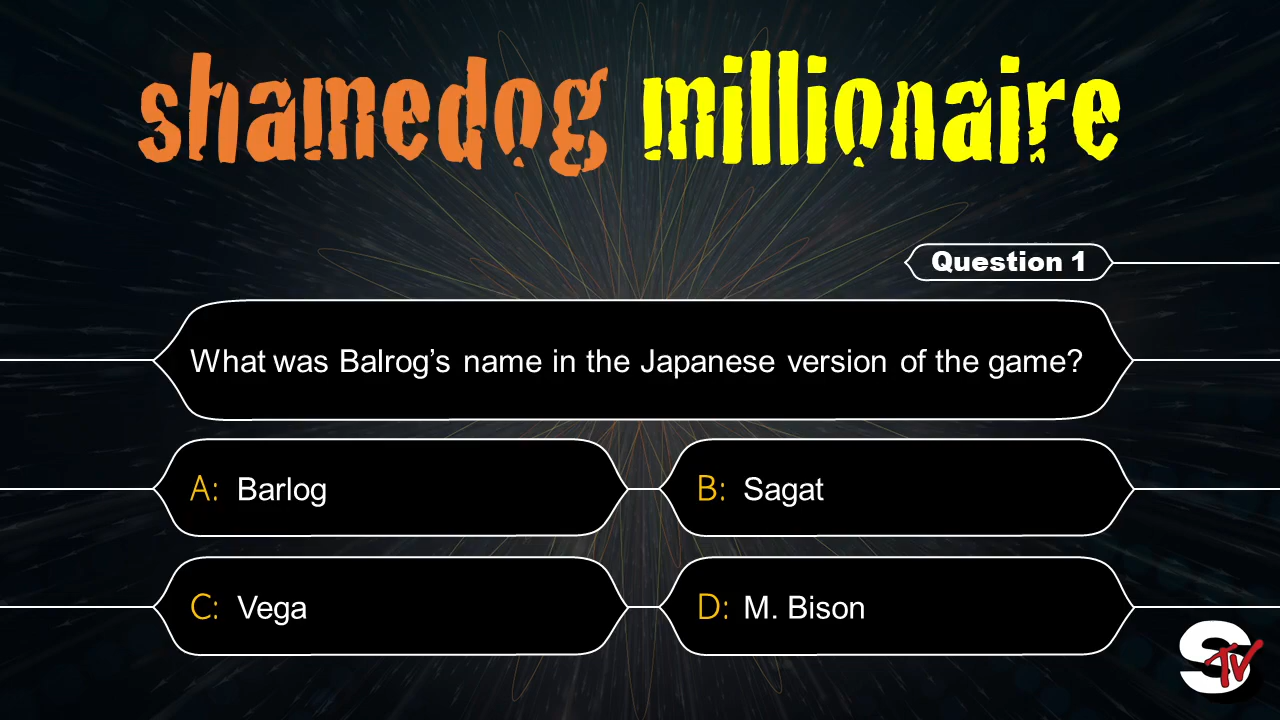 shamedog millionaire
Question 1
What was Balrog’s name in the Japanese version of the game?
A: Barlog
B: Sagat
C: Vega
D: M. Bison
STV